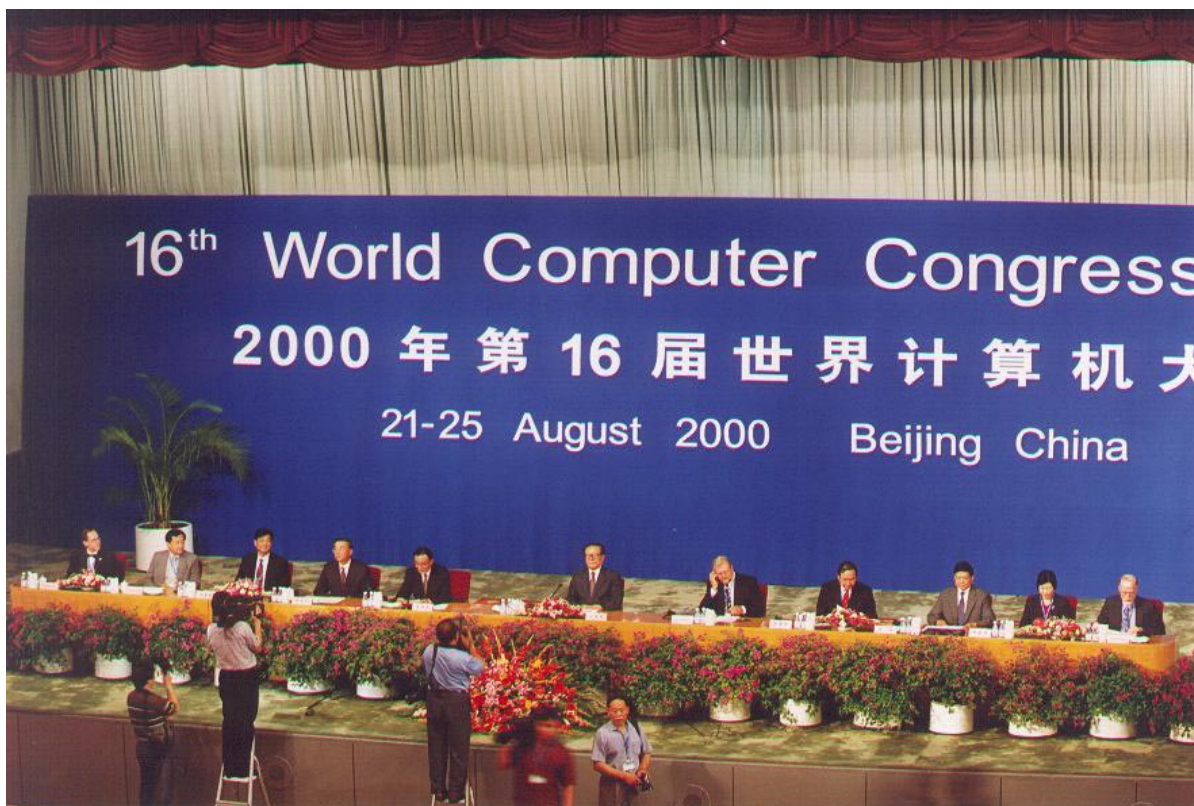 16th World Computer Congress
2000 年 第 16 届 世 界 计 算 机 大
21-25 August 2000 Beijing China